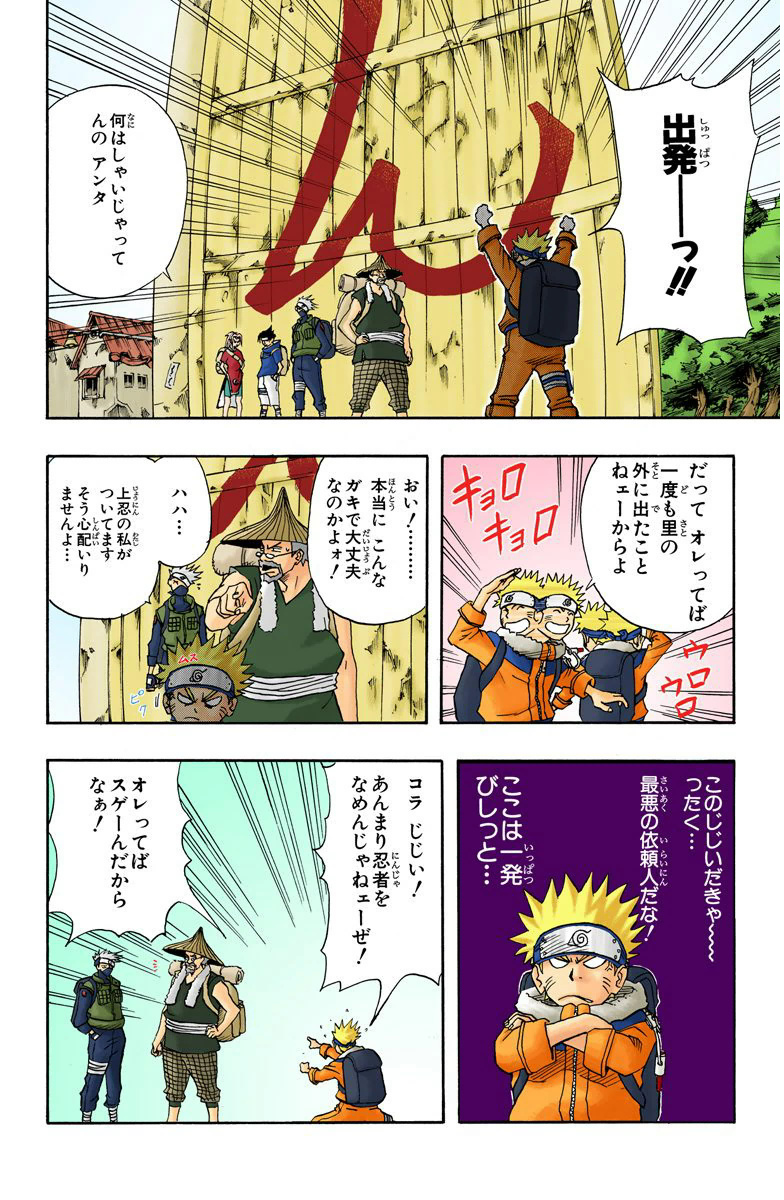 出発——っ!!
何はしゃいじゃって
んの アンタ
だって オレってば
一度も里の
外に出たこと
ねェーからよ
キョロ
キョロ
ウロ
ウロ
おい!…………
本当に こんな
ガキで大丈夫
なのかよォ!
ハハ…
上忍の私が
ついてます
そう心配いり
ませんよ…
ムス
ピク
このじじいだきゃ〜〜〜
ったく…
最悪の依頼人だな!
ここは一発
びしっと…
コラ じじい!
あんまり忍者を
なめんじゃねェーぜ!
オレってば
スゲーんだから
なぁ!